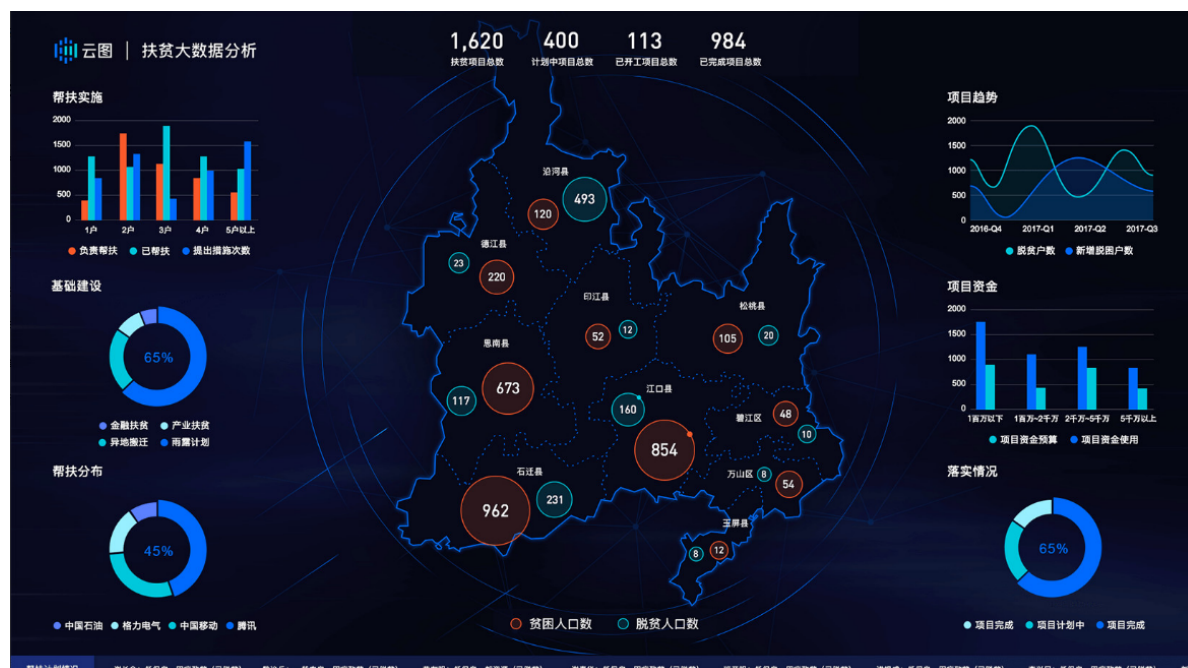 云图 | 扶贫大数据分析
1,620 400 113 984
扶贫项目总数 计划中项目总数 已开工项目总数 已完成项目总数
帮扶实施
2000
1500
1000
500
0
1户 2户 3户 4户 5户以上
负责帮扶 已帮扶 提出措施次数
基础建设
65%
金融扶贫 产业扶贫
异地搬迁 雨露计划
帮扶分布
45%
中国石油 格力电气 中国移动 腾讯
沿河县
493
120
德江县
23
220
印江县
52 12
松桃县
105 20
思南县
673
117
江口县
160
854
碧江区
48
10
石迁县
962
231
万山区 8
54
玉屏县
8 12
贫困人口数 脱贫人口数
项目趋势
2000
1500
1000
500
0
2016-Q4 2017-Q1 2017-Q2 2017-Q3
脱贫户数 新增脱困户数
项目资金
2000
1500
1000
500
0
1百万以下 1百万~2千万 2千万~5千万 5千万以上
项目资金预算 项目资金使用
落实情况
65%
项目完成 项目计划中 项目完成